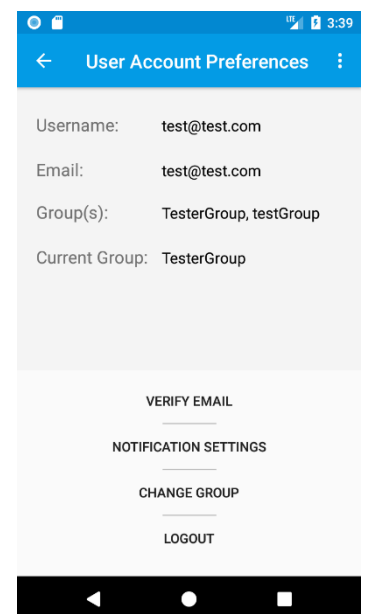 LTE 3:39
User Account Preferences
Username: test@test.com
Email: test@test.com
Group(s): TesterGroup, testGroup
Current Group: TesterGroup
VERIFY EMAIL
NOTIFICATION SETTINGS
CHANGE GROUP
LOGOUT